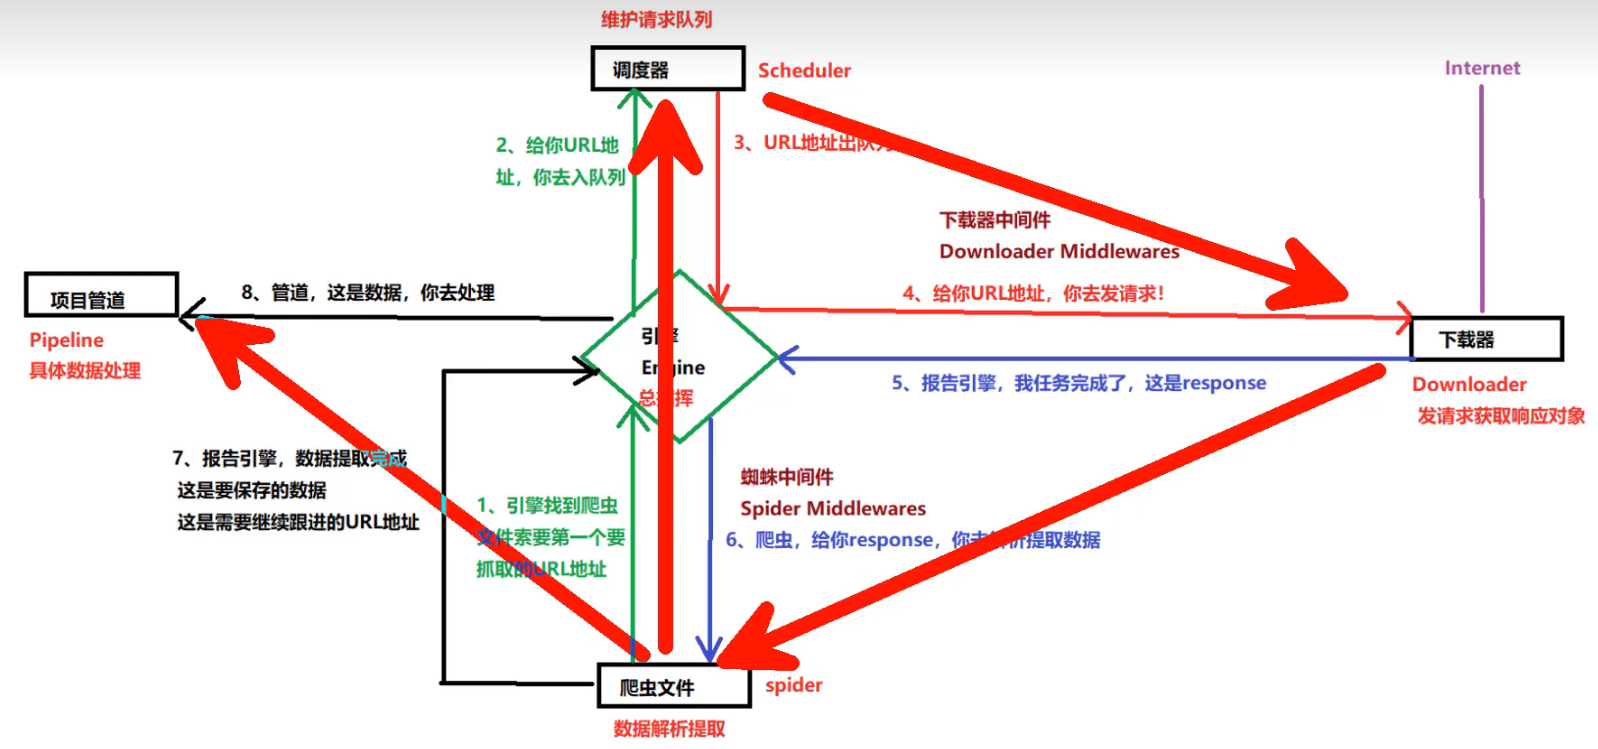 维护请求队列
调度器
Scheduler
Internet
2、给你URL地
址，你去入队列
3、URL地址出队列
下载器中间件
Downloader Middlewares
项目管道
8、管道，这是数据，你去处理
4、给你URL地址，你去发请求！
Pipeline
具体数据处理
引擎
Engine
总指挥
下载器
5、报告引擎，我任务完成了，这是response
Downloader
发请求获取响应对象
7、报告引擎，数据提取完成
这是要保存的数据
这是需要继续跟进的URL地址
1、引擎找到爬虫
文件索要第一个要
抓取的URL地址
蜘蛛中间件
Spider Middlewares
6、爬虫，给你response，你去解析提取数据
爬虫文件
spider
数据解析提取